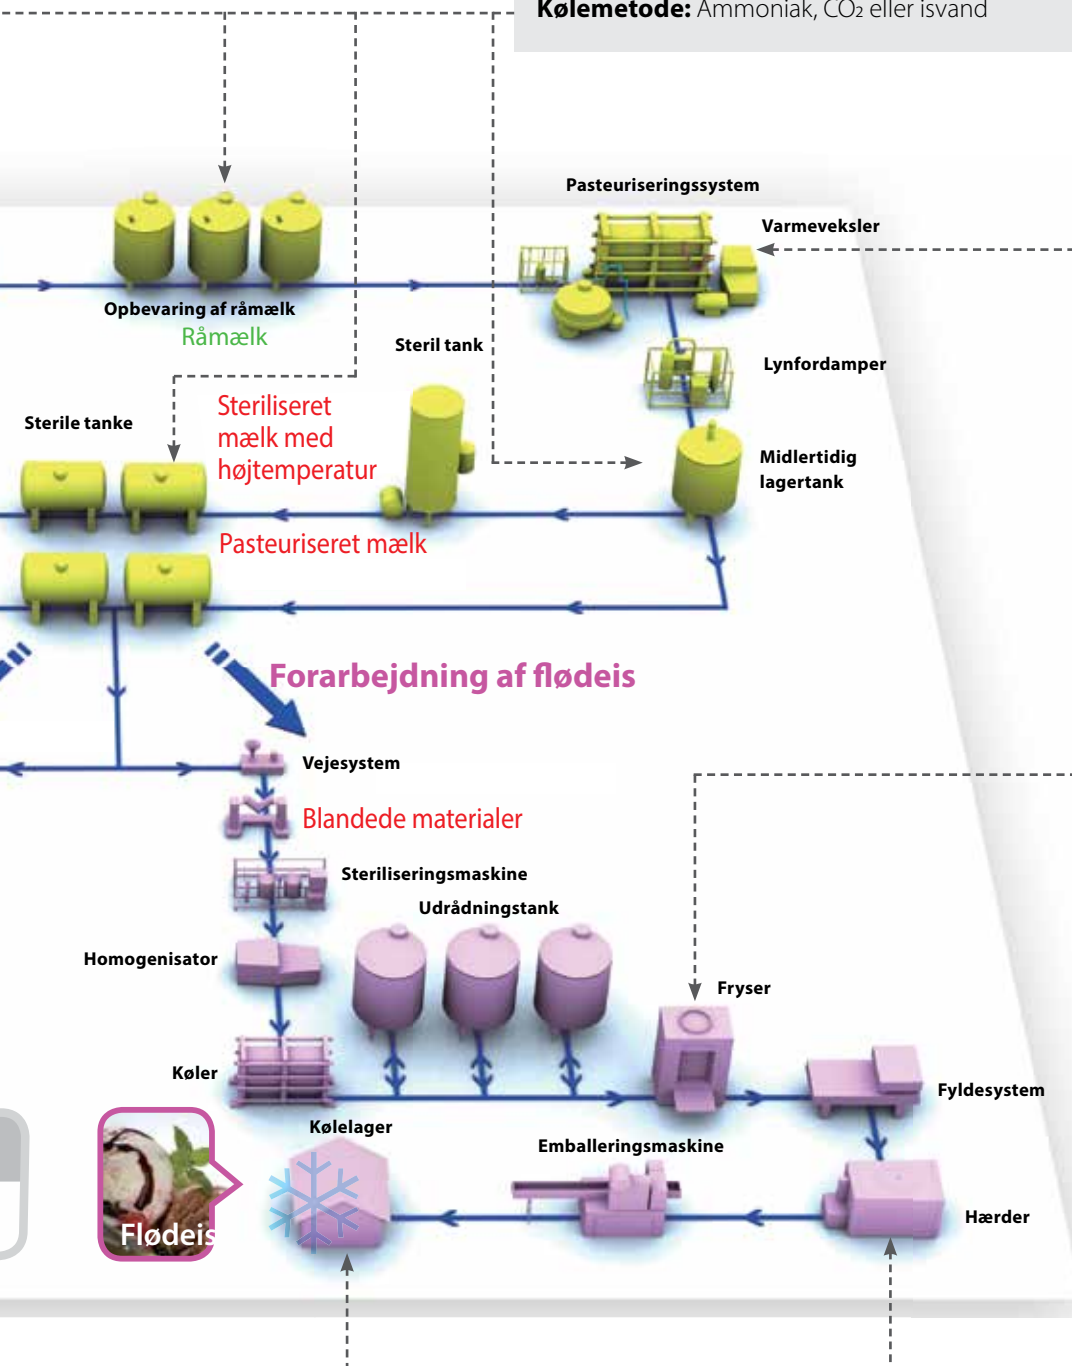 Kølemetode: Ammoniak, CO₂ eller isvand
Pasteuriseringssystem
Varmeveksler
Opbevaring af råmælk
Råmælk
Steril tank
Lynfordamper
Sterile tanke
Steriliseret
mælk med
højtemperatur
Midlertidig
lagertank
Pasteuriseret mælk
Forarbejdning af flødeis
Vejesystem
Blandede materialer
Steriliseringsmaskine
Udrådningstank
Homogenisator
Fryser
Køler
Fyldesystem
Kølelager
Emballeringsmaskine
Hærder
Flødeis